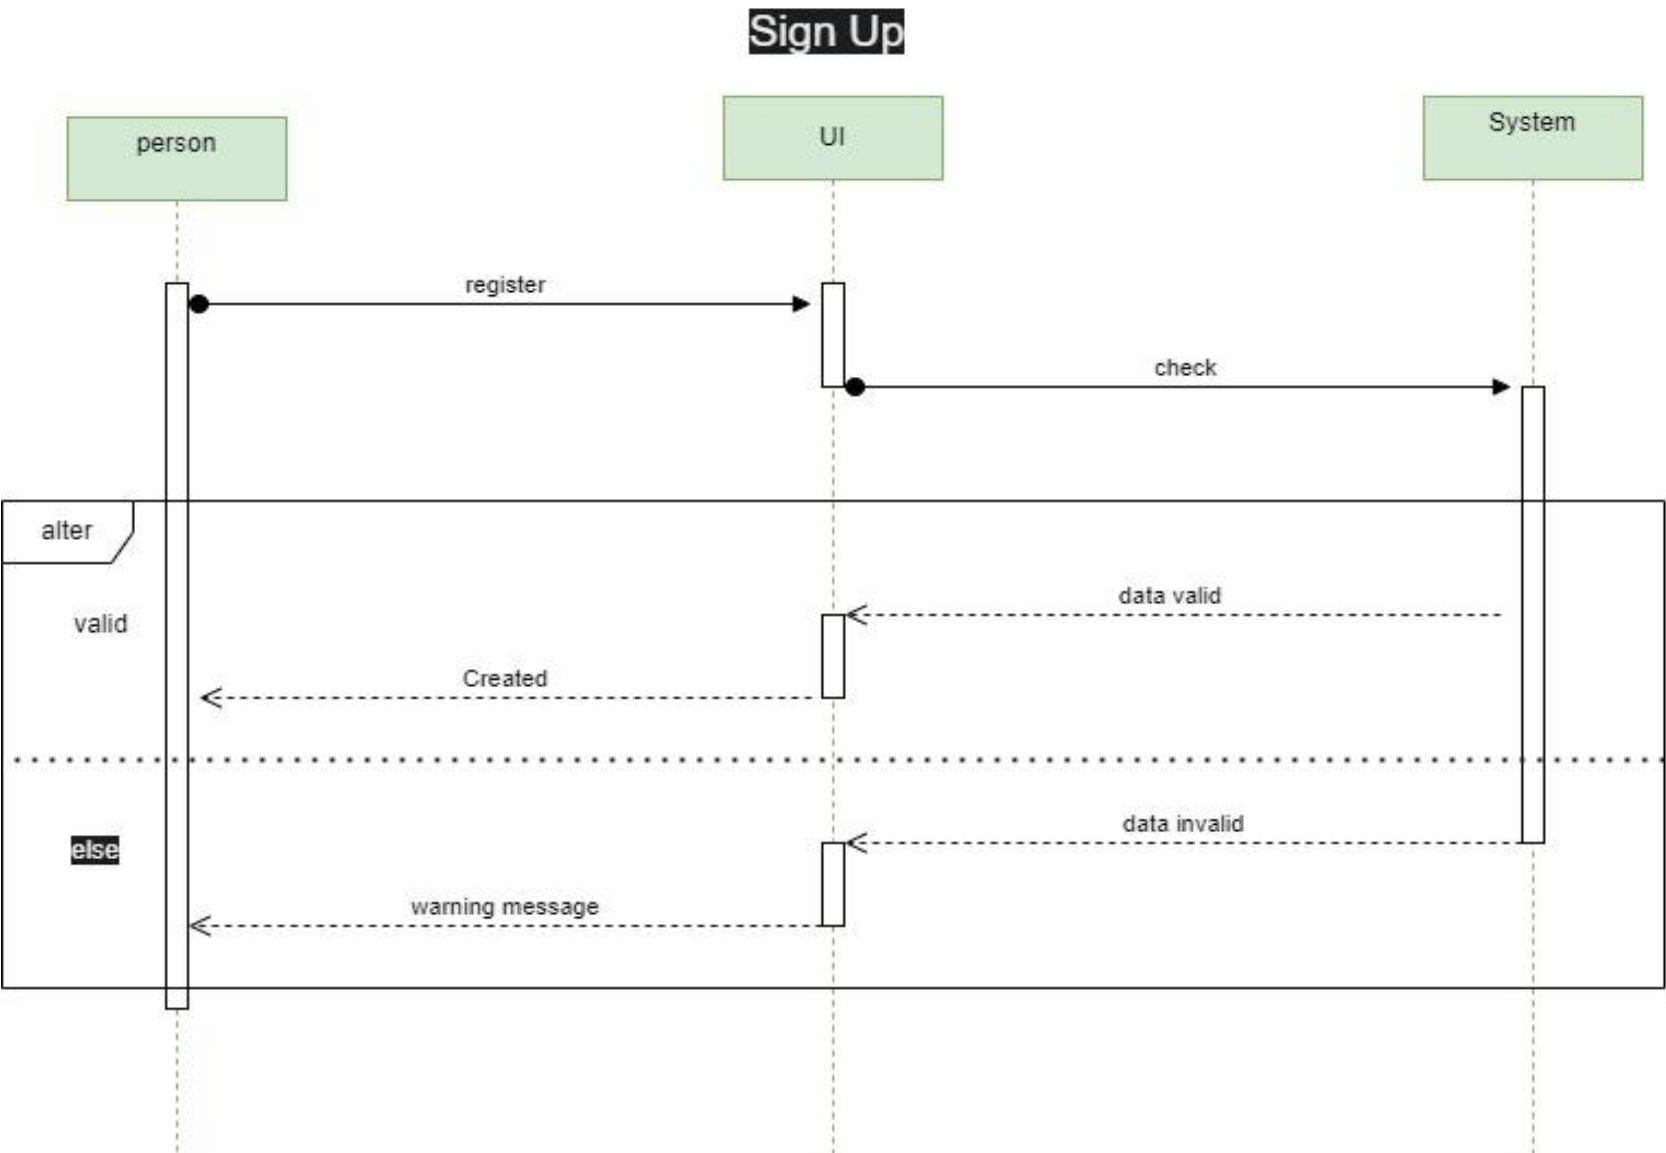 Sign Up
person
UI
System
register
check
alter
data valid
valid
Created
data invalid
else
warning message